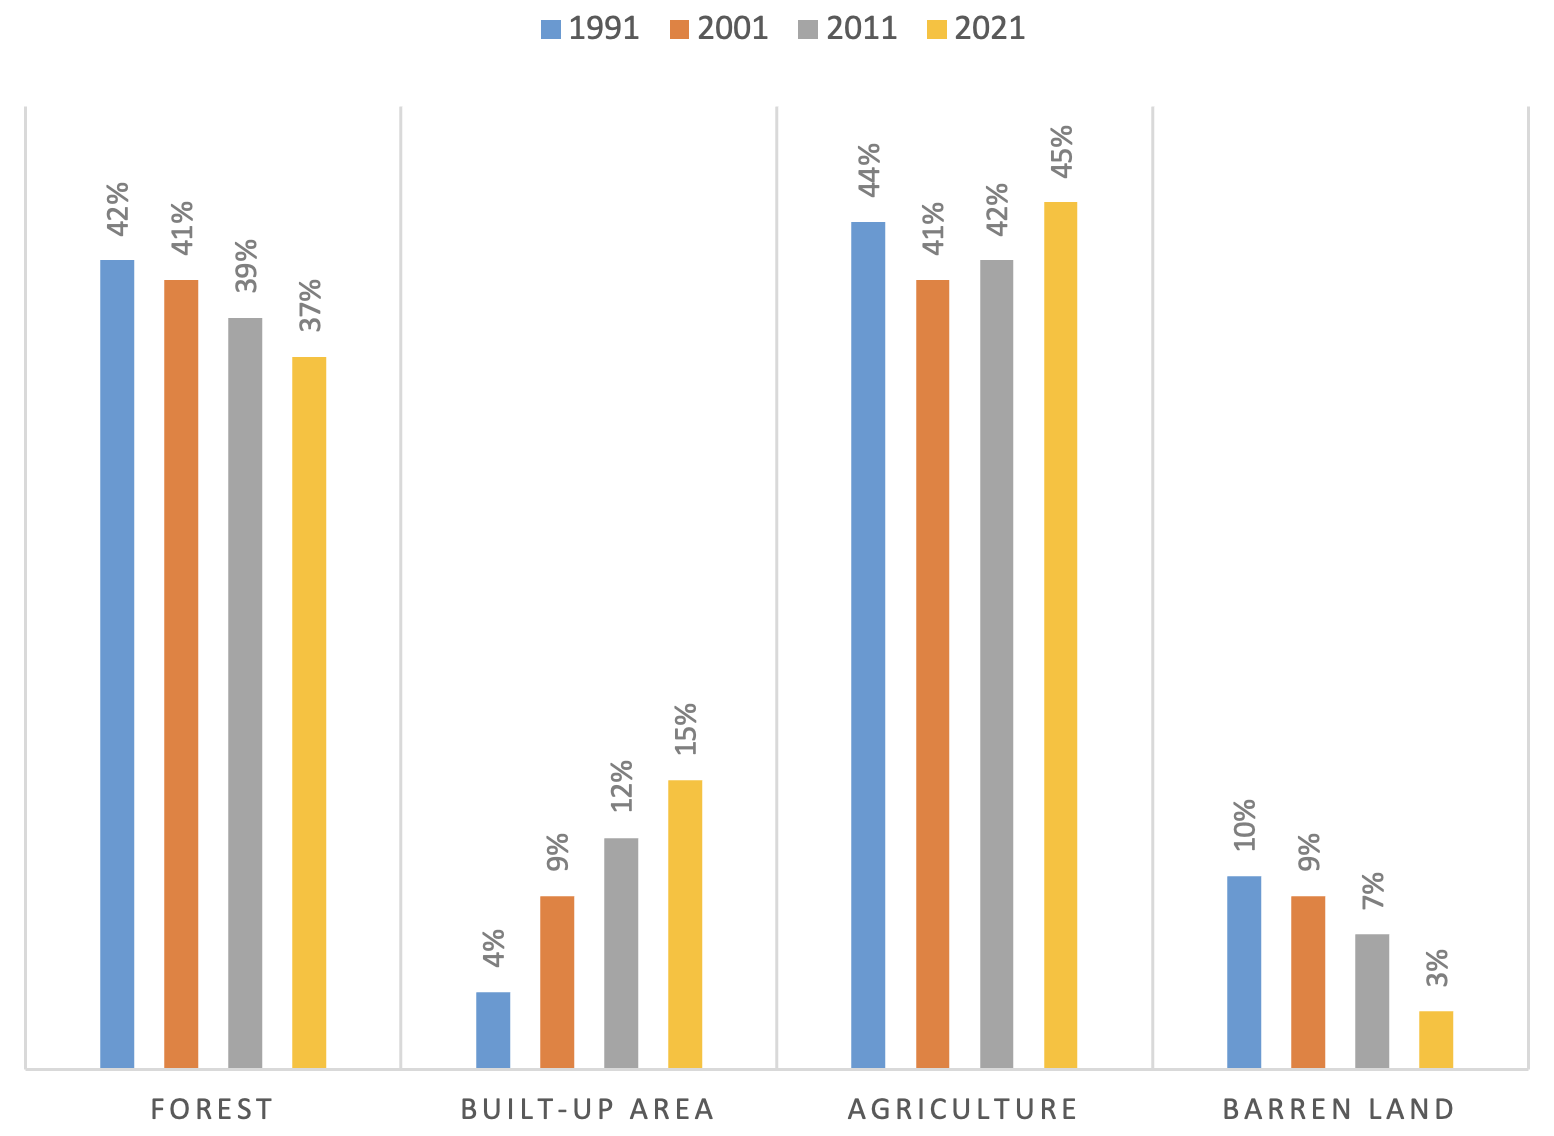 1991 2001 2011 2021
42% 41% 39% 37%
4% 9% 12% 15%
44% 41% 42% 45%
10% 9% 7% 3%
FOREST BUILT-UP AREA AGRICULTURE BARREN LAND